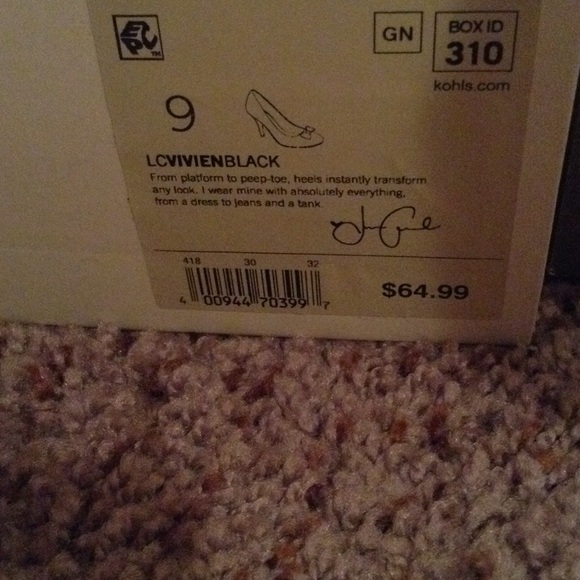 GN
BOX ID
310
kohls.com
9
LCVIVIENBLACK
From platform to peep-toe, heels instantly transform
any look. I wear mine with absolutely everything,
from a dress to jeans and a tank.
418 30 32
4 00944 70399 7
$64.99